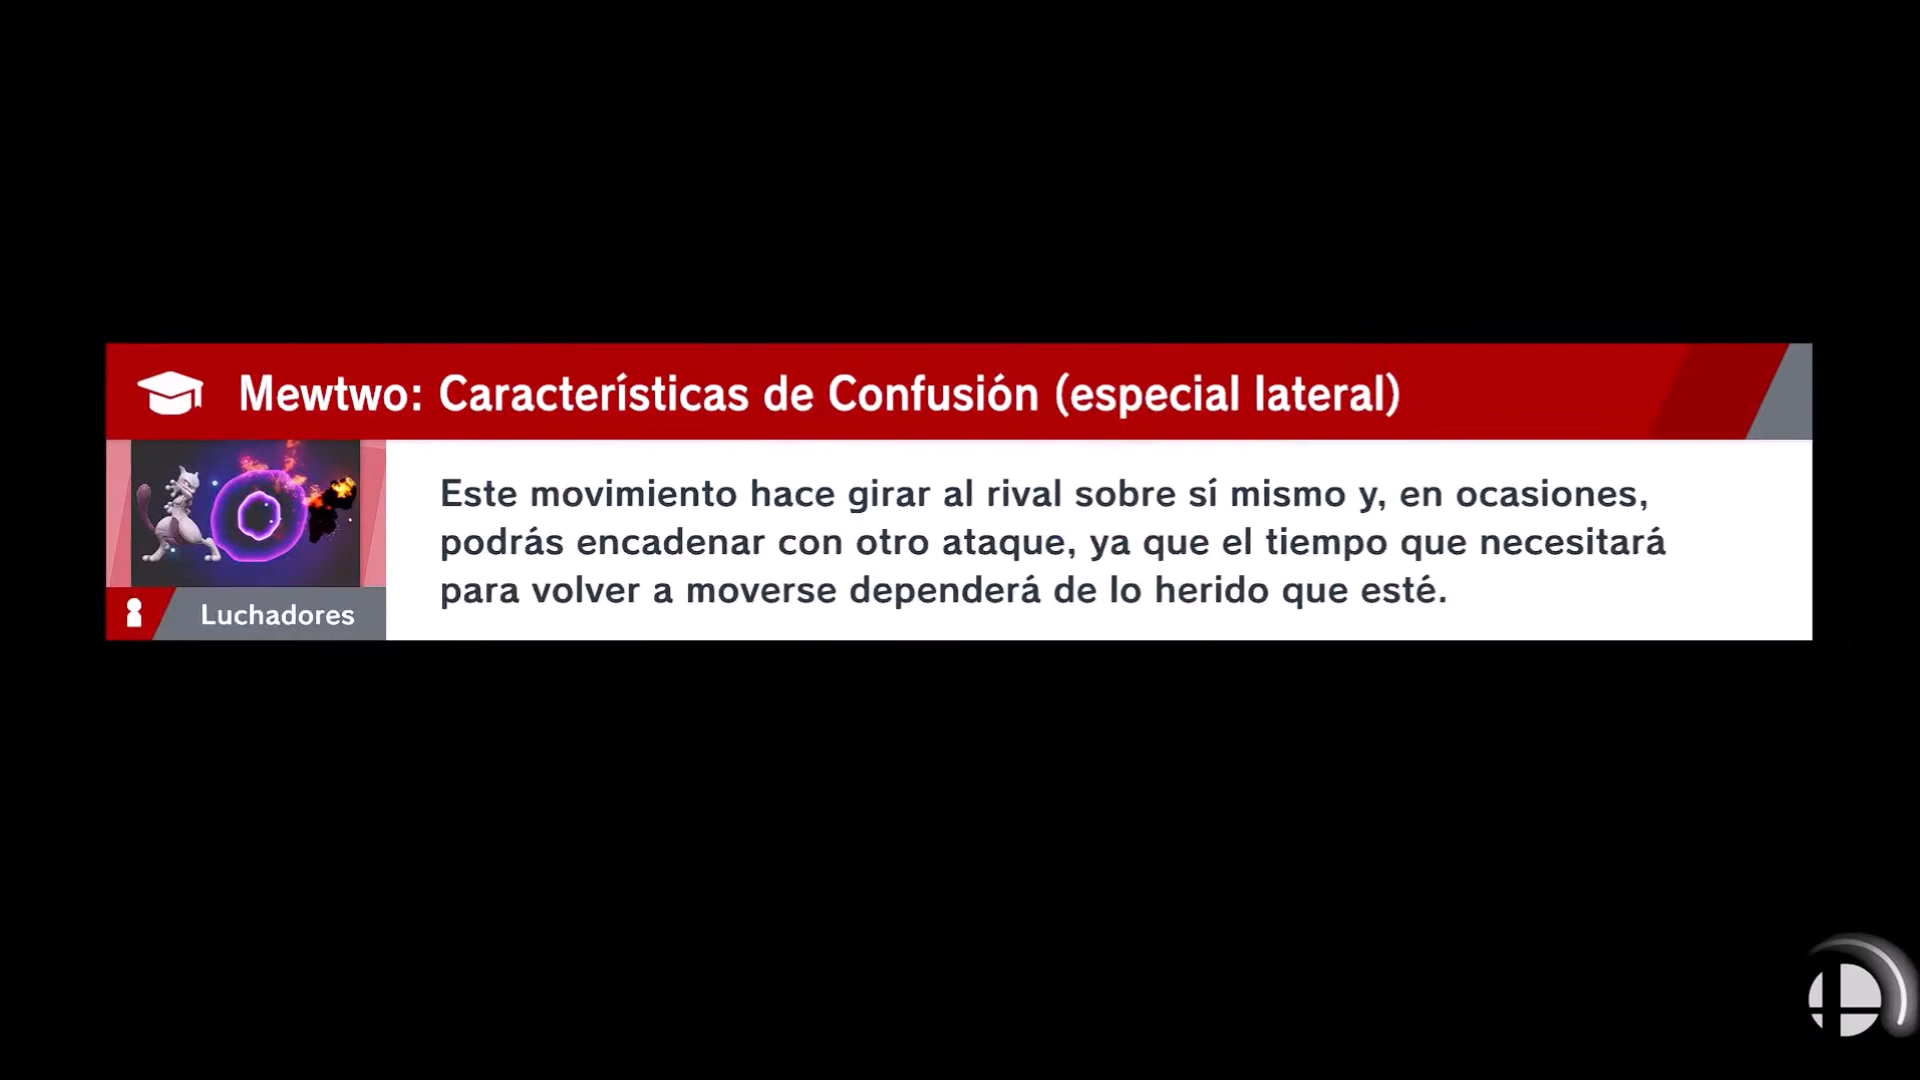 Mewtwo: Características de Confusión (especial lateral)
Este movimiento hace girar al rival sobre sí mismo y, en ocasiones,
podrás encadenar con otro ataque, ya que el tiempo que necesitará
para volver a moverse dependerá de lo herido que esté.
Luchadores